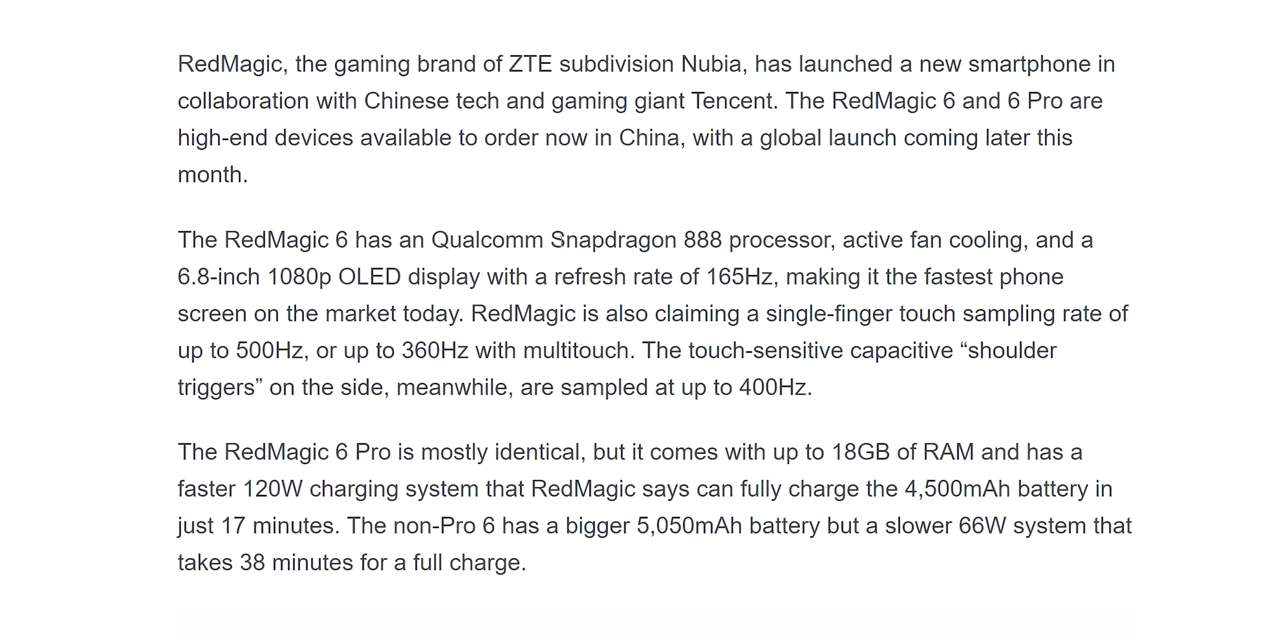 RedMagic, the gaming brand of ZTE subdivision Nubia, has launched a new smartphone in
collaboration with Chinese tech and gaming giant Tencent. The RedMagic 6 and 6 Pro are
high-end devices available to order now in China, with a global launch coming later this
month.
The RedMagic 6 has an Qualcomm Snapdragon 888 processor, active fan cooling, and a
6.8-inch 1080p OLED display with a refresh rate of 165Hz, making it the fastest phone
screen on the market today. RedMagic is also claiming a single-finger touch sampling rate of
up to 500Hz, or up to 360Hz with multitouch. The touch-sensitive capacitive “shoulder
triggers” on the side, meanwhile, are sampled at up to 400Hz.
The RedMagic 6 Pro is mostly identical, but it comes with up to 18GB of RAM and has a
faster 120W charging system that RedMagic says can fully charge the 4,500mAh battery in
just 17 minutes. The non-Pro 6 has a bigger 5,050mAh battery but a slower 66W system that
takes 38 minutes for a full charge.